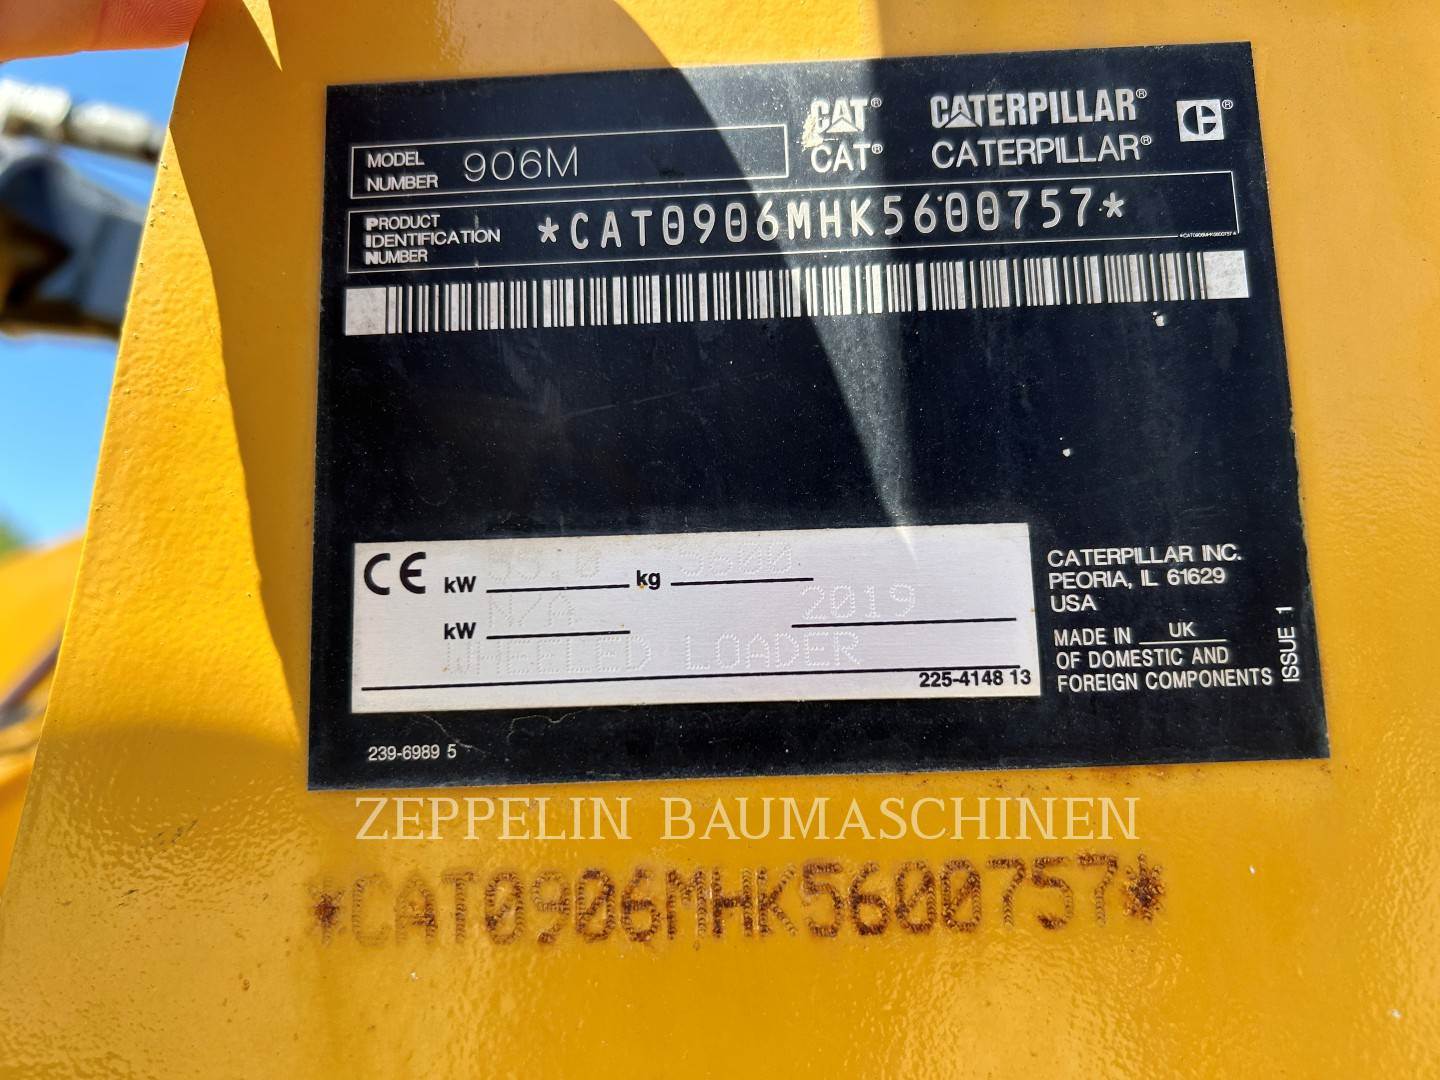 CAT® CATERPILLAR® ®
MODEL NUMBER 906M
CAT® CATERPILLAR®
PRODUCT IDENTIFICATION NUMBER *CAT0906MHK5600757*
*CAT0906MHK5600757*
CE kW kg 5600
kW N/A 2019
WHEELED LOADER
225-4148 13
CATERPILLAR INC.
PEORIA, IL 61629
USA
MADE IN UK
OF DOMESTIC AND
FOREIGN COMPONENTS
ISSUE 1
239-6989 5
ZEPPELIN BAUMASCHINEN
*CAT0906MHK5600757*